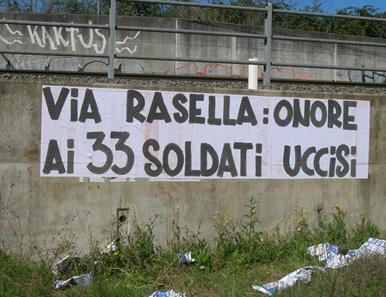 KAKTUS
ViA RASELLA: ONORE
Ai 33 SOLDATi UCCiSi